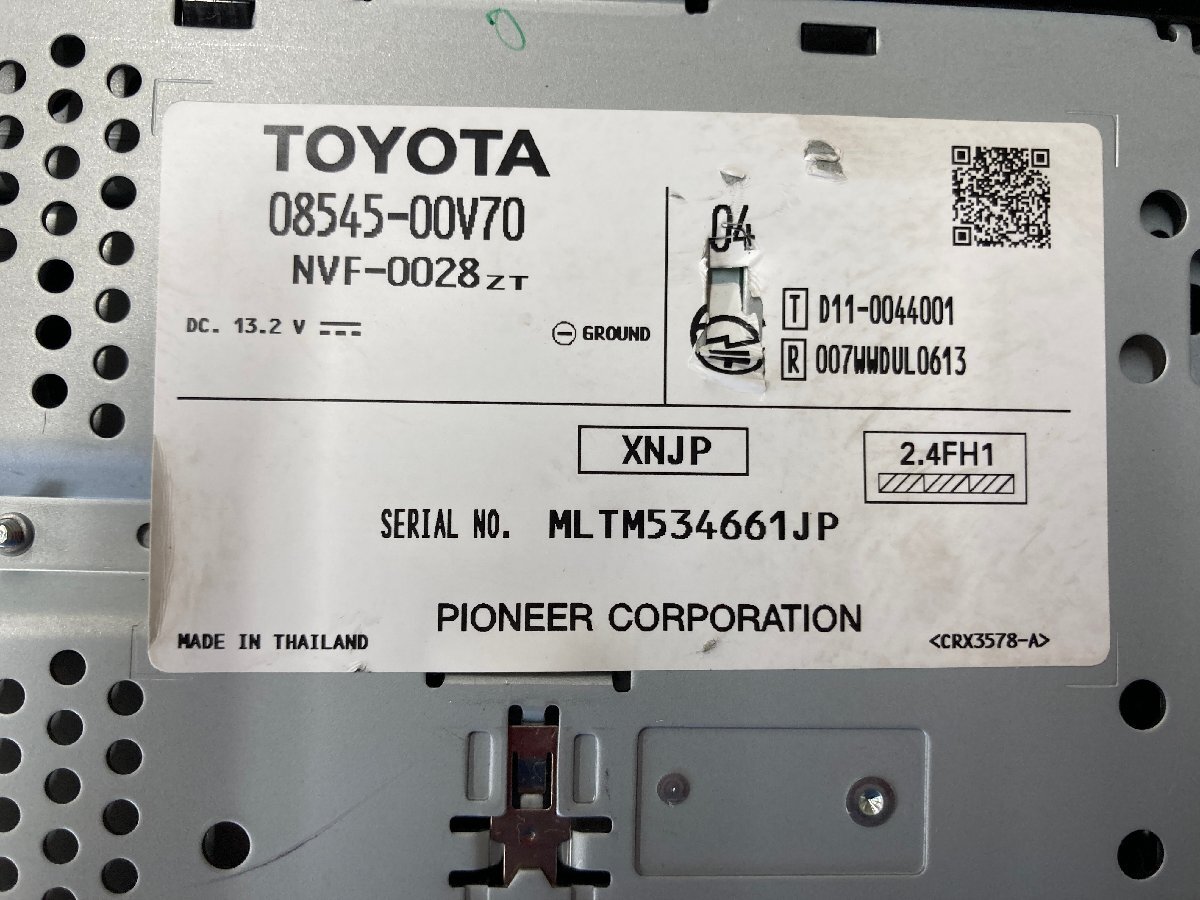 TOYOTA
08545-00V70
NVF-0028ZT
DC. 13.2 V
GROUND
04
T D11-0044001
R 007WWDUL0613
XNJP
2.4FH1
SERIAL NO. MLTM534661JP
PIONEER CORPORATION
MADE IN THAILAND
<CRX3578-A>